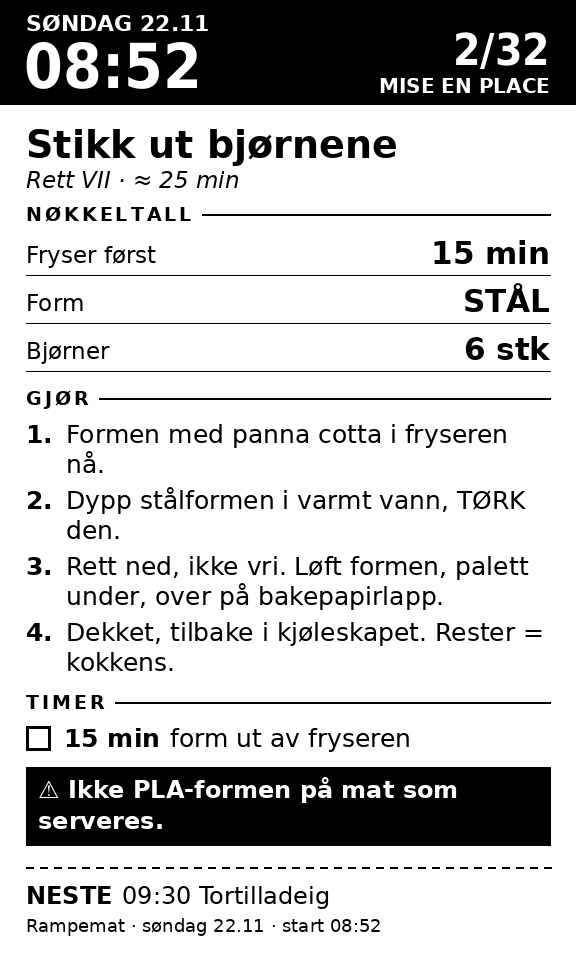 SØNDAG 22.11
08:52
2/32
MISE EN PLACE
Stikk ut bjørnene
Rett VII · ≈ 25 min
NØKKELTALL
Fryser først 15 min
Form STÅL
Bjørner 6 stk
GJØR
1. Formen med panna cotta i fryseren
nå.
2. Dypp stålformen i varmt vann, TØRK
den.
3. Rett ned, ikke vri. Løft formen, palett
under, over på bakepapirlapp.
4. Dekket, tilbake i kjøleskapet. Rester =
kokkens.
TIMER
15 min form ut av fryseren
⚠ Ikke PLA-formen på mat som
serveres.
NESTE 09:30 Tortilladeig
Rampemat · søndag 22.11 · start 08:52